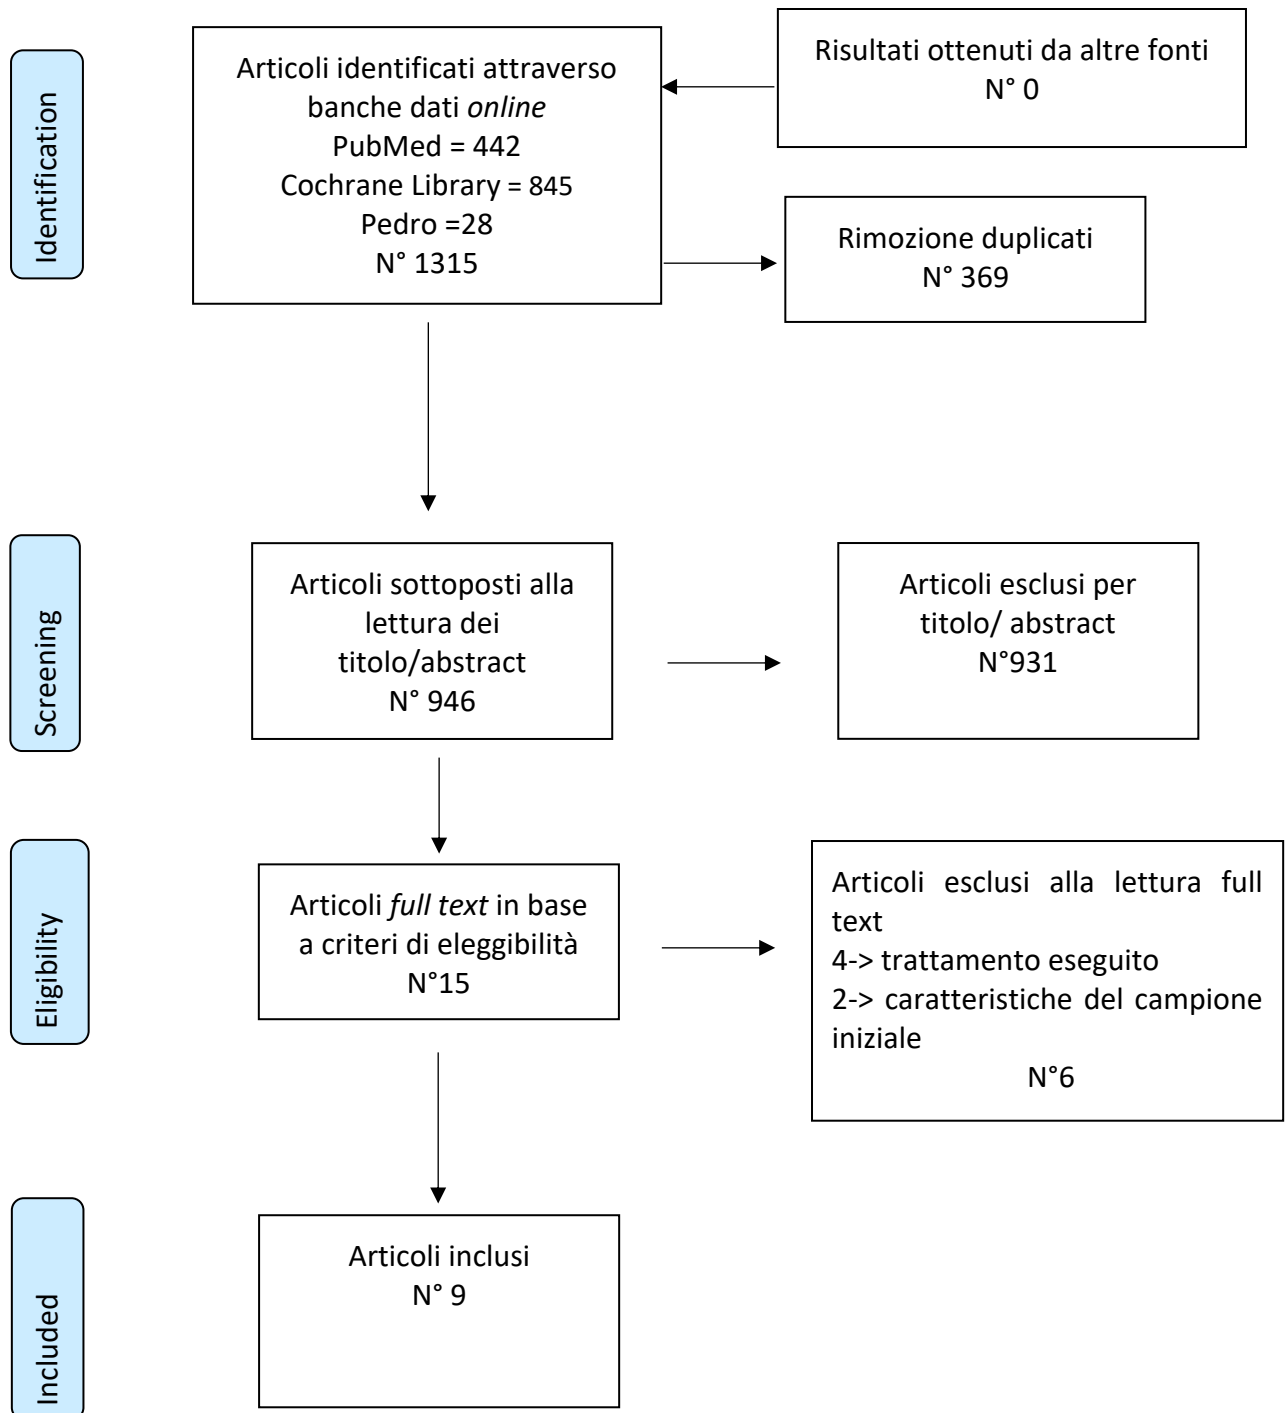 Identification
Articoli identificati attraverso
banche dati online
PubMed = 442
Cochrane Library = 845
Pedro =28
N° 1315
Risultati ottenuti da altre fonti
N° 0
Rimozione duplicati
N° 369
Screening
Articoli sottoposti alla
lettura dei
titolo/abstract
N° 946
Articoli esclusi per
titolo/ abstract
N°931
Eligibility
Articoli full text in base
a criteri di eleggibilità
N°15
Articoli esclusi alla lettura full
text
4-> trattamento eseguito
2-> caratteristiche del campione
iniziale
N°6
Included
Articoli inclusi
N° 9